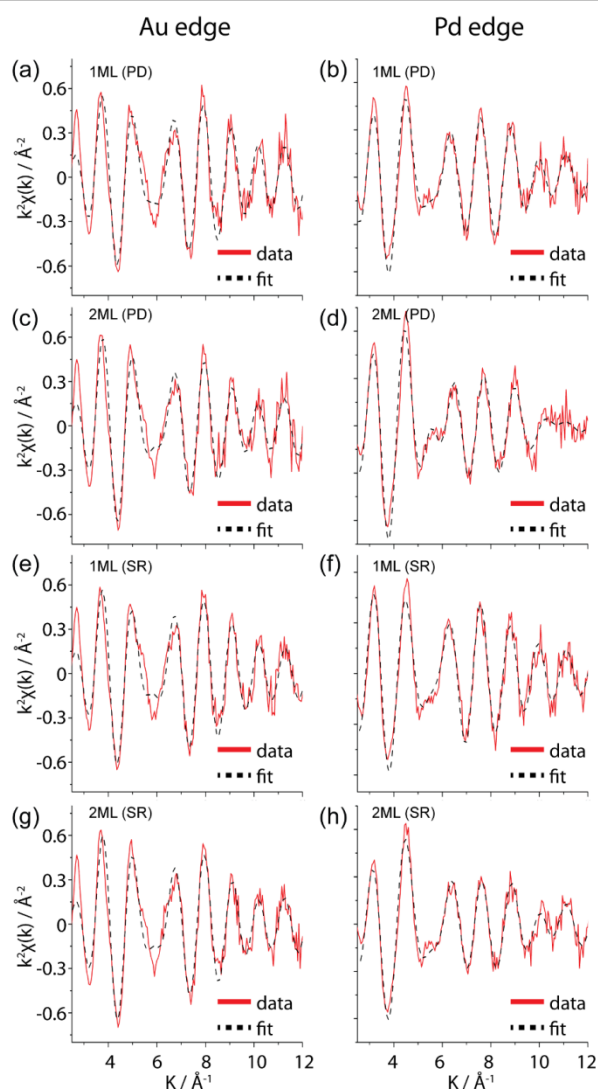 Au edge
Pd edge
(a)
1ML (PD)
(b)
1ML (PD)
k²χ(k) / Å⁻²
0.6
0.3
0
-0.3
-0.6
data
fit
data
fit
(c)
2ML (PD)
(d)
2ML (PD)
k²χ(k) / Å⁻²
0.6
0.3
0
-0.3
-0.6
data
fit
data
fit
(e)
1ML (SR)
(f)
1ML (SR)
k²χ(k) / Å⁻²
0.6
0.3
0
-0.3
-0.6
data
fit
data
fit
(g)
2ML (SR)
(h)
2ML (SR)
k²χ(k) / Å⁻²
0.6
0.3
0
-0.3
-0.6
data
fit
data
fit
4 6 8 10 12
4 6 8 10 12
K / Å⁻¹
K / Å⁻¹